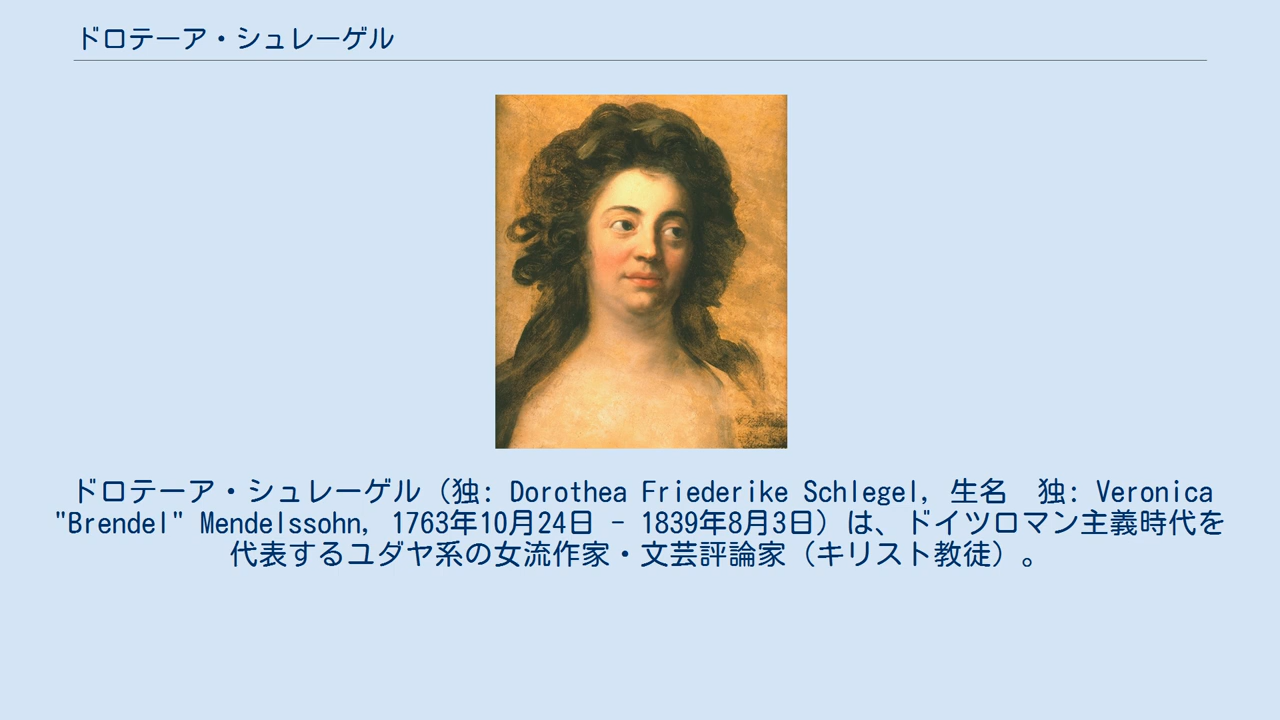 ドロテーア・シュレーゲル
ドロテーア・シュレーゲル（独: Dorothea Friederike Schlegel, 生名　独: Veronica
"Brendel" Mendelssohn, 1763年10月24日 - 1839年8月3日）は、ドイツロマン主義時代を
代表するユダヤ系の女流作家・文芸評論家（キリスト教徒）。